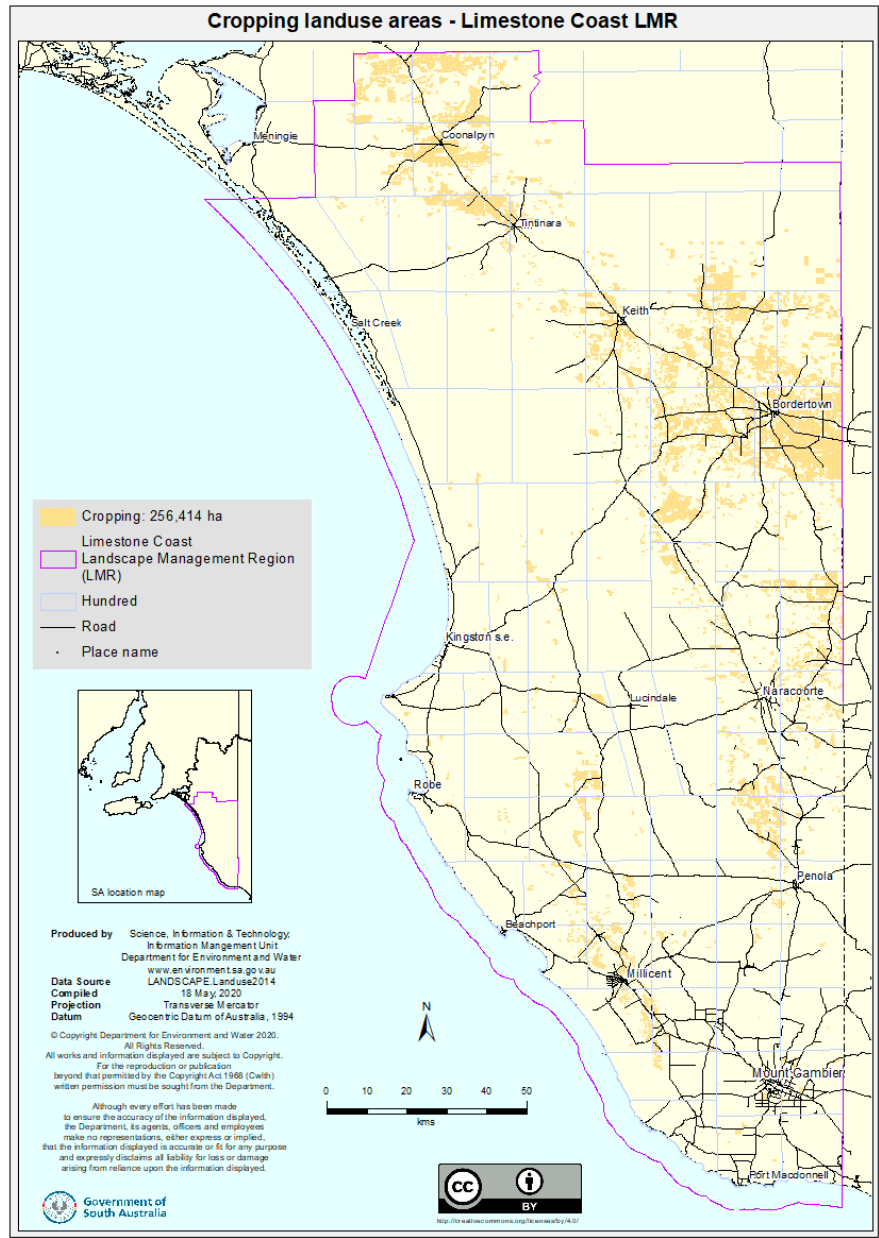 Cropping landuse areas - Limestone Coast LMR
Meningie
Coonalpyn
Tintinara
Salt Creek
Keith
Bordertown
Cropping: 256,414 ha
Limestone Coast
Landscape Management Region
(LMR)
Hundred
Road
Place name
Kingston s.e.
Lucindale
Naracoorte
Robe
Penola
Beachport
Millicent
Mount Gambier
Port Macdonnell
SA location map
Produced by Science, Information & Technology,
Information Mangement Unit
Department for Environment and Water
www.environment.sa.gov.au
Data Source LANDSCAPE.Landuse2014
Compiled 18 May, 2020
Projection Transverse Mercator
Datum Geocentric Datum of Australia, 1994
© Copyright Department for Environment and Water 2020.
All Rights Reserved.
All works and information displayed are subject to Copyright.
For the reproduction or publication
beyond that permitted by the Copyright Act 1968 (Cwlth)
written permission must be sought from the Department.
Although every effort has been made
to ensure the accuracy of the information displayed,
the Department, its agents, officers and employees
make no representations, either express or implied,
that the information displayed is accurate or fit for any purpose
and expressly disclaims all liability for loss or damage
arising from reliance upon the information displayed.
N
0 10 20 30 40 50
kms
Government of
South Australia
CC
BY
http://creativecommons.org/licenses/by/4.0/